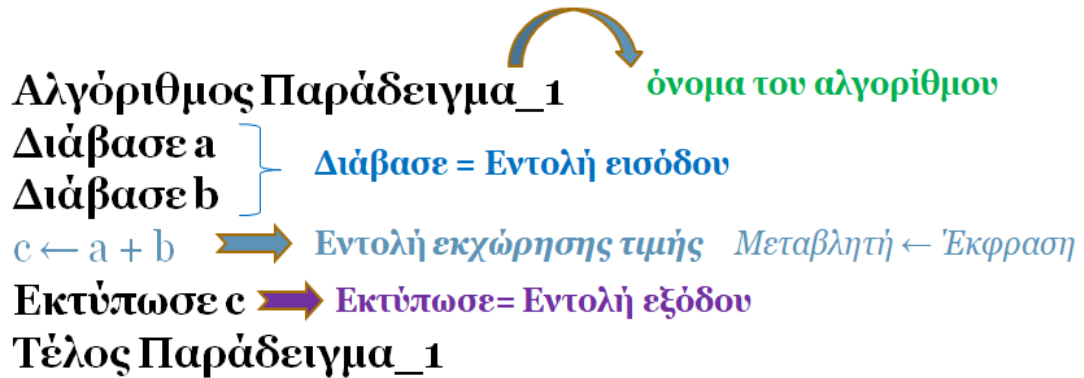 Αλγόριθμος Παράδειγμα_1 όνομα του αλγορίθμου
Διάβασε a
Διάβασε b
Διάβασε = Εντολή εισόδου
c ← a + b Εντολή εκχώρησης τιμής Μεταβλητή ← Έκφραση
Εκτύπωσε c Εκτύπωσε= Εντολή εξόδου
Τέλος Παράδειγμα_1